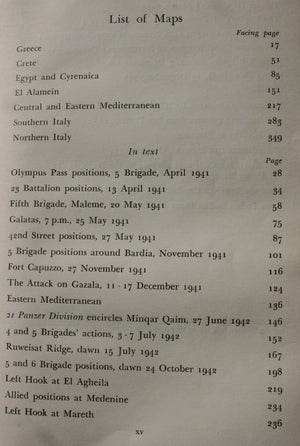 List of Maps
Facing page
Greece 17
Crete 51
Egypt and Cyrenaica 85
El Alamein 151
Central and Eastern Mediterranean 217
Southern Italy 283
Northern Italy 349
In text
Page
Olympus Pass positions, 5 Brigade, April 1941 28
23 Battalion positions, 13 April 1941 34
Fifth Brigade, Maleme, 20 May 1941 58
Galatas, 7 p.m., 25 May 1941 75
42nd Street positions, 27 May 1941 87
5 Brigade positions around Bardia, November 1941 101
Fort Capuzzo, 27 November 1941 116
The Attack on Gazala, 11 - 17 December 1941 124
Eastern Mediterranean 136
21 Panzer Division encircles Minqar Qaim, 27 June 1942 146
4 and 5 Brigades' actions, 3-7 July 1942 152
Ruweisat Ridge, dawn 15 July 1942 167
5 and 6 Brigade positions, dawn 24 October 1942 198
Left Hook at El Agheila 219
Allied positions at Medenine 234
Left Hook at Mareth 236
xv